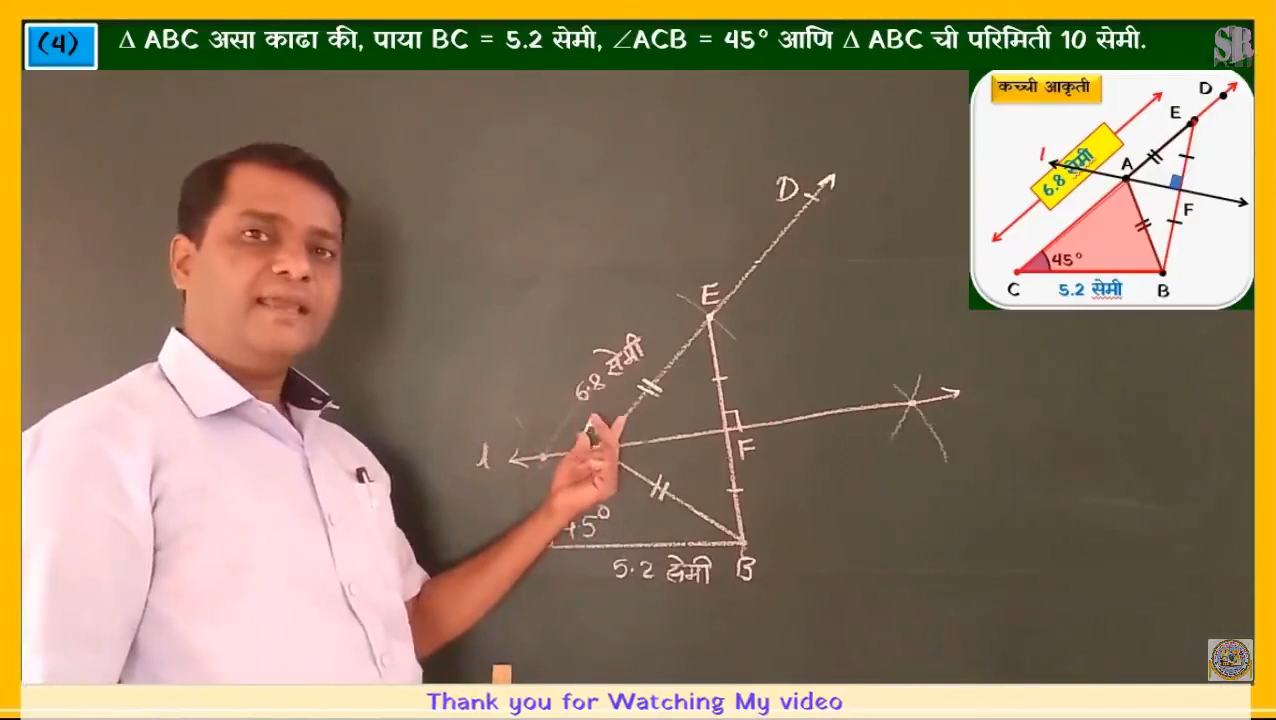 (4) Δ ABC असा काढा की, पाया BC = 5.2 सेमी, ∠ACB = 45° आणि Δ ABC ची परिमिती 10 सेमी.
SR
कच्ची आकृती
D
E
l
6.8 सेमी
A
F
45°
C 5.2 सेमी B
D
E
6.8 सेमी
l
F
45°
5.2 सेमी B
Thank you for Watching My video